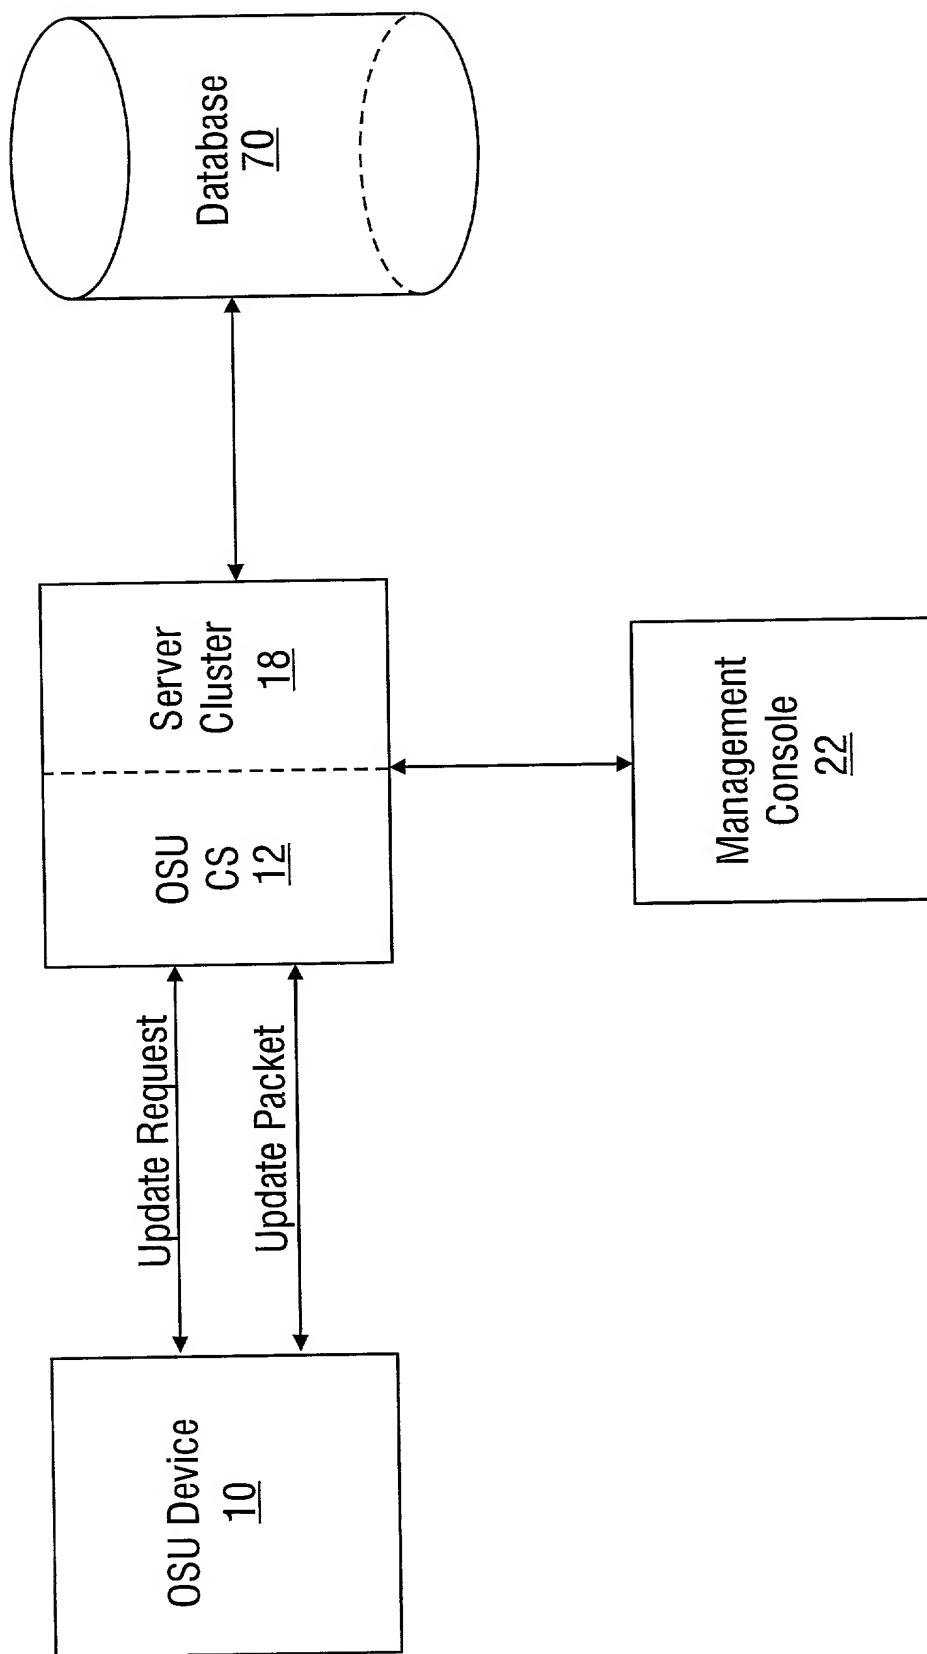 OSU Device
10
Update Request
Update Packet
OSU
CS
12
Server
Cluster
18
Database
70
Management
Console
22